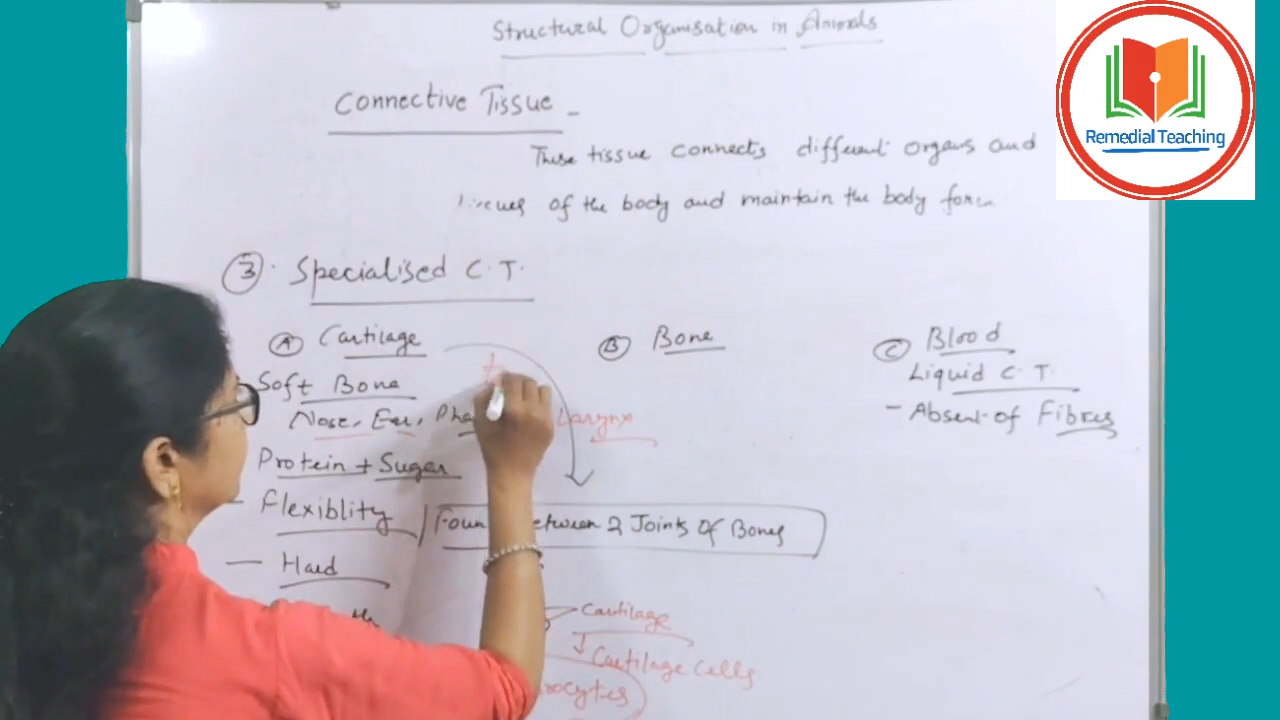 Structural Organisation in Animals
Connective Tissue -
These tissue connects different organs and
of the body and maintain the body form
Remedial Teaching
③. Specialised C.T.
Ⓐ Cartilage
Soft Bone
Nose, Ear, Larynx
Protein + Sugar
- Flexiblity
Between 2 Joints of Bones
- Hard
Cartilage
Cartilage Cells
Ⓑ Bone
Ⓒ Blood
Liquid C.T.
- Absent of Fibres